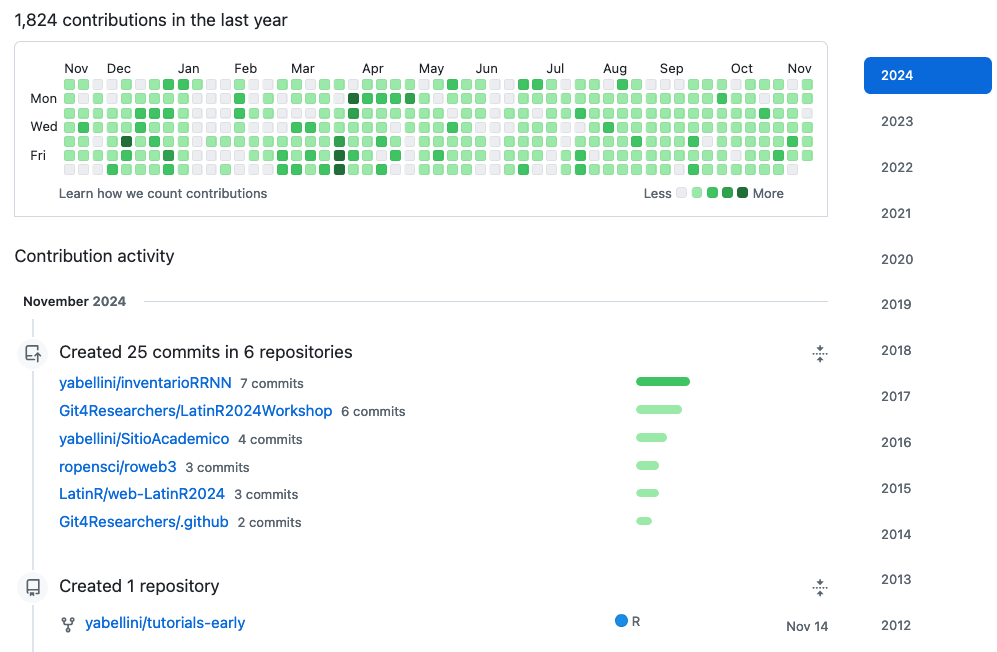 1,824 contributions in the last year
Nov Dec Jan Feb Mar Apr May Jun Jul Aug Sep Oct Nov
Mon
Wed
Fri
Learn how we count contributions
Less More
2024
2023
2022
2021
2020
2019
2018
2017
2016
2015
2014
2013
2012
Contribution activity
November 2024
Created 25 commits in 6 repositories
yabellini/inventarioRRNN 7 commits
Git4Researchers/LatinR2024Workshop 6 commits
yabellini/SitioAcademico 4 commits
ropensci/roweb3 3 commits
LatinR/web-LatinR2024 3 commits
Git4Researchers/.github 2 commits
Created 1 repository
yabellini/tutorials-early R Nov 14